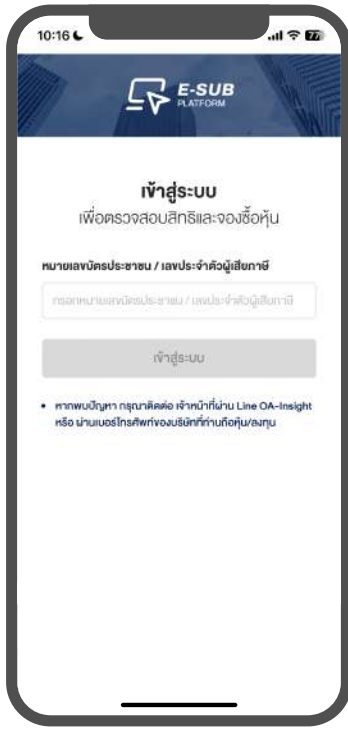 10:16
77
E-SUB
PLATFORM
เข้าสู่ระบบ
เพื่อตรวจสอบสิทธิและจองซื้อหุ้น
หมายเลขบัตรประชาชน / เลขประจำตัวผู้เสียภาษี
กรอกหมายเลขบัตรประชาชน / เลขประจำตัวผู้เสียภาษี
เข้าสู่ระบบ
• หากพบปัญหา กรุณาติดต่อ เจ้าหน้าที่ผ่าน Line OA-Insight
หรือ ผ่านเบอร์โทรศัพท์ของบริษัทที่ท่านถือหุ้น/ลงทุน